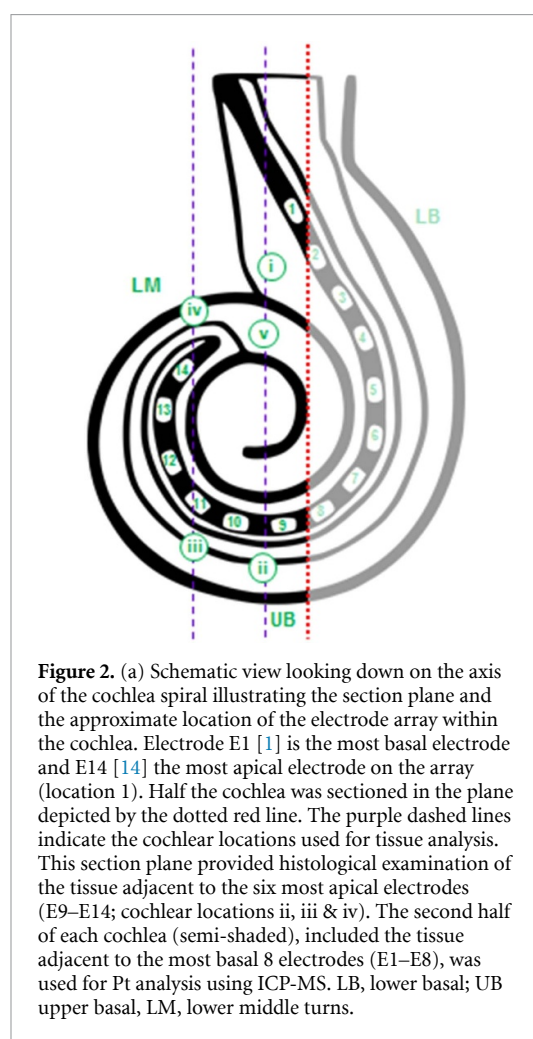 1
2
LB
3
i
LM
iv
v
4
14
5
13
6
12
7
11
8
10
9
iii
ii
UB
Figure 2. (a) Schematic view looking down on the axis
of the cochlea spiral illustrating the section plane and
the approximate location of the electrode array within
the cochlea. Electrode E1 [1] is the most basal electrode
and E14 [14] the most apical electrode on the array
(location 1). Half the cochlea was sectioned in the plane
depicted by the dotted red line. The purple dashed lines
indicate the cochlear locations used for tissue analysis.
This section plane provided histological examination of
the tissue adjacent to the six most apical electrodes
(E9–E14; cochlear locations ii, iii & iv). The second half
of each cochlea (semi-shaded), included the tissue
adjacent to the most basal 8 electrodes (E1–E8), was
used for Pt analysis using ICP-MS. LB, lower basal; UB
upper basal, LM, lower middle turns.